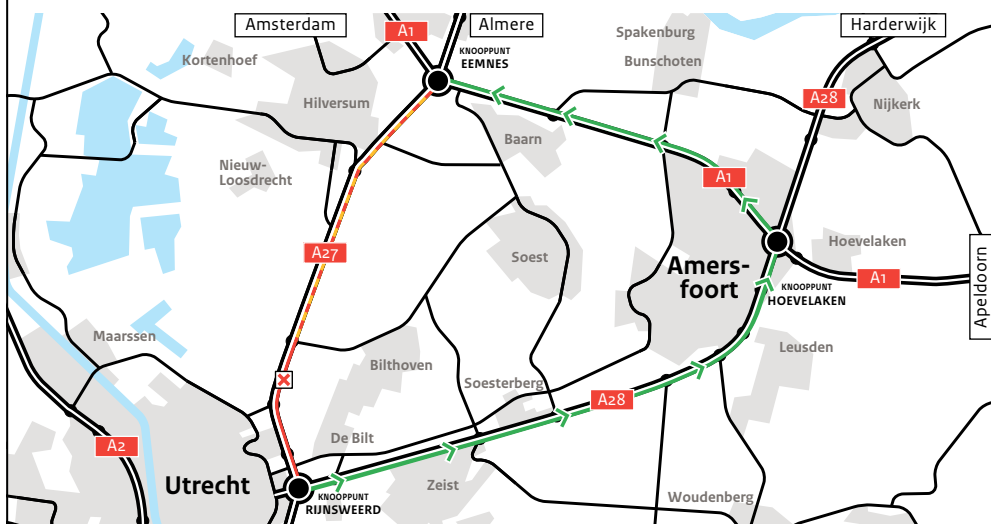 Amsterdam
Almere
Harderwijk
A1
KNOOPPUNT
EEMNES
Spakenburg
Bunschoten
Kortenhoef
Hilversum
A28
Nijkerk
Baarn
Nieuw-
Loosdrecht
A1
A27
Soest
Amers-
foort
Hoevelaken
A1
KNOOPPUNT
HOEVELAKEN
Apeldoorn
Maarssen
Bilthoven
Leusden
Soesterberg
A28
A2
De Bilt
Utrecht
Zeist
KNOOPPUNT
RIJNSWEERD
Woudenberg